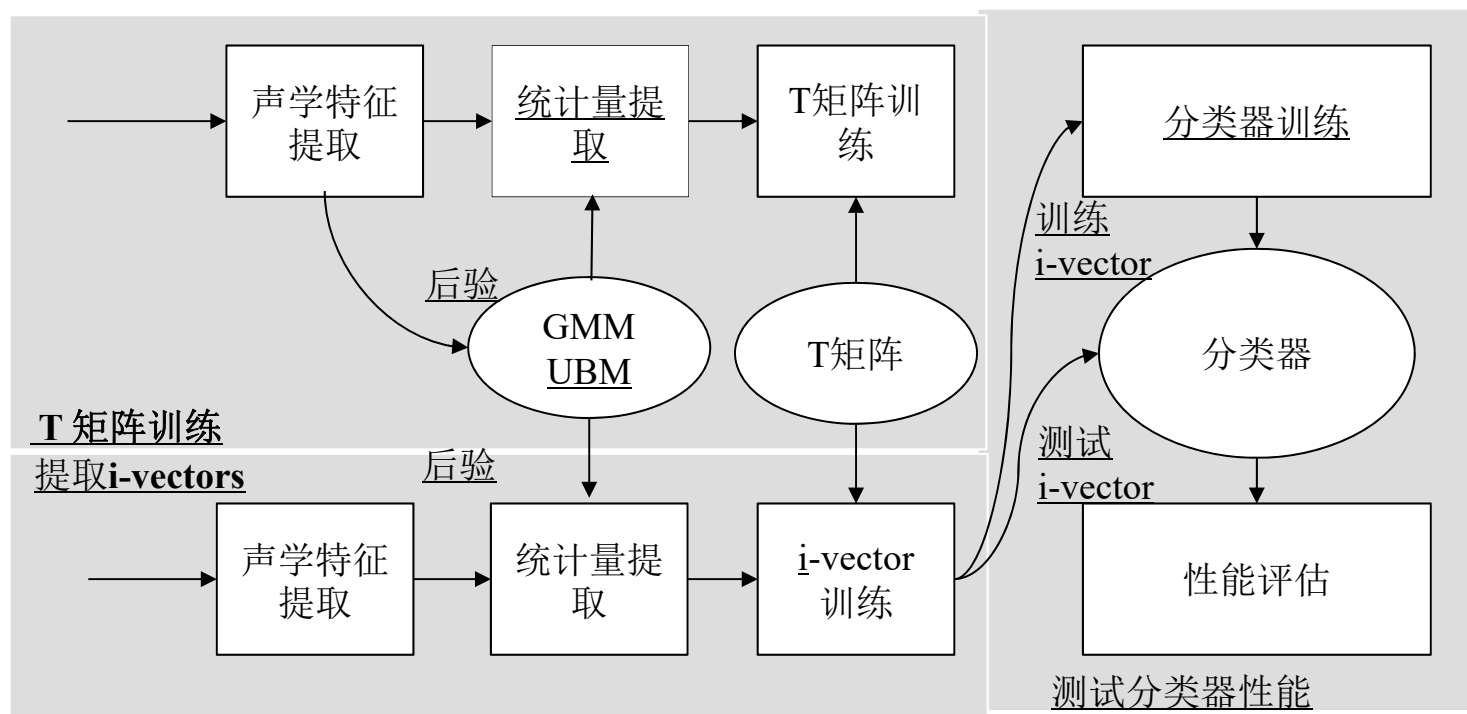 声学特征
提取
统计量提
取
T矩阵训
练
后验
GMM
UBM
T矩阵
T 矩阵训练
提取i-vectors
后验
声学特征
提取
统计量提
取
i-vector
训练
分类器训练
训练
i-vector
分类器
测试
i-vector
性能评估
测试分类器性能